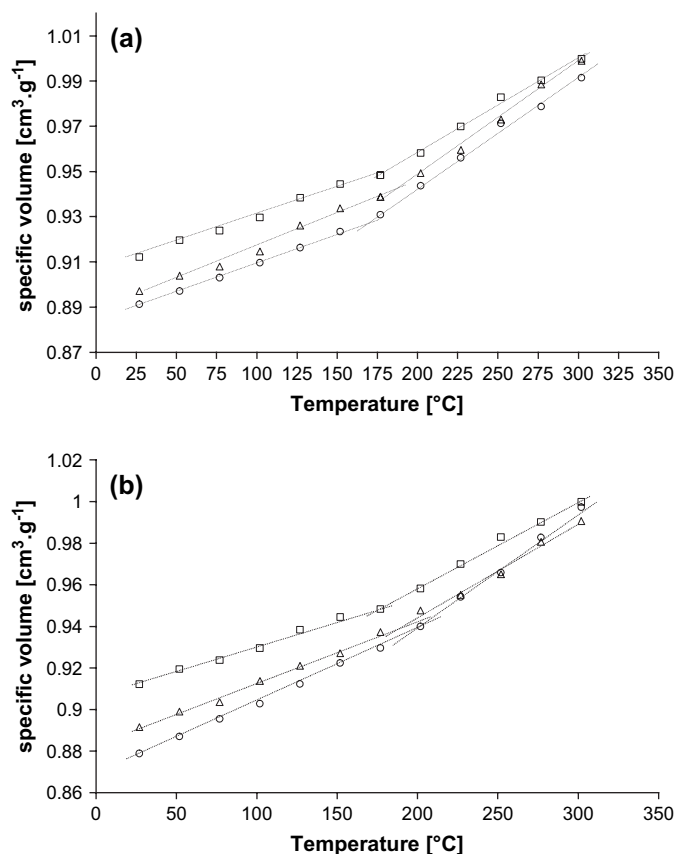 (a)
specific volume [cm³.g⁻¹]
1.01
0.99
0.97
0.95
0.93
0.91
0.89
0.87
0 25 50 75 100 125 150 175 200 225 250 275 300 325 350
Temperature [°C]
(b)
specific volume [cm³.g⁻¹]
1.02
1
0.98
0.96
0.94
0.92
0.9
0.88
0.86
0 50 100 150 200 250 300 350
Temperature [°C]